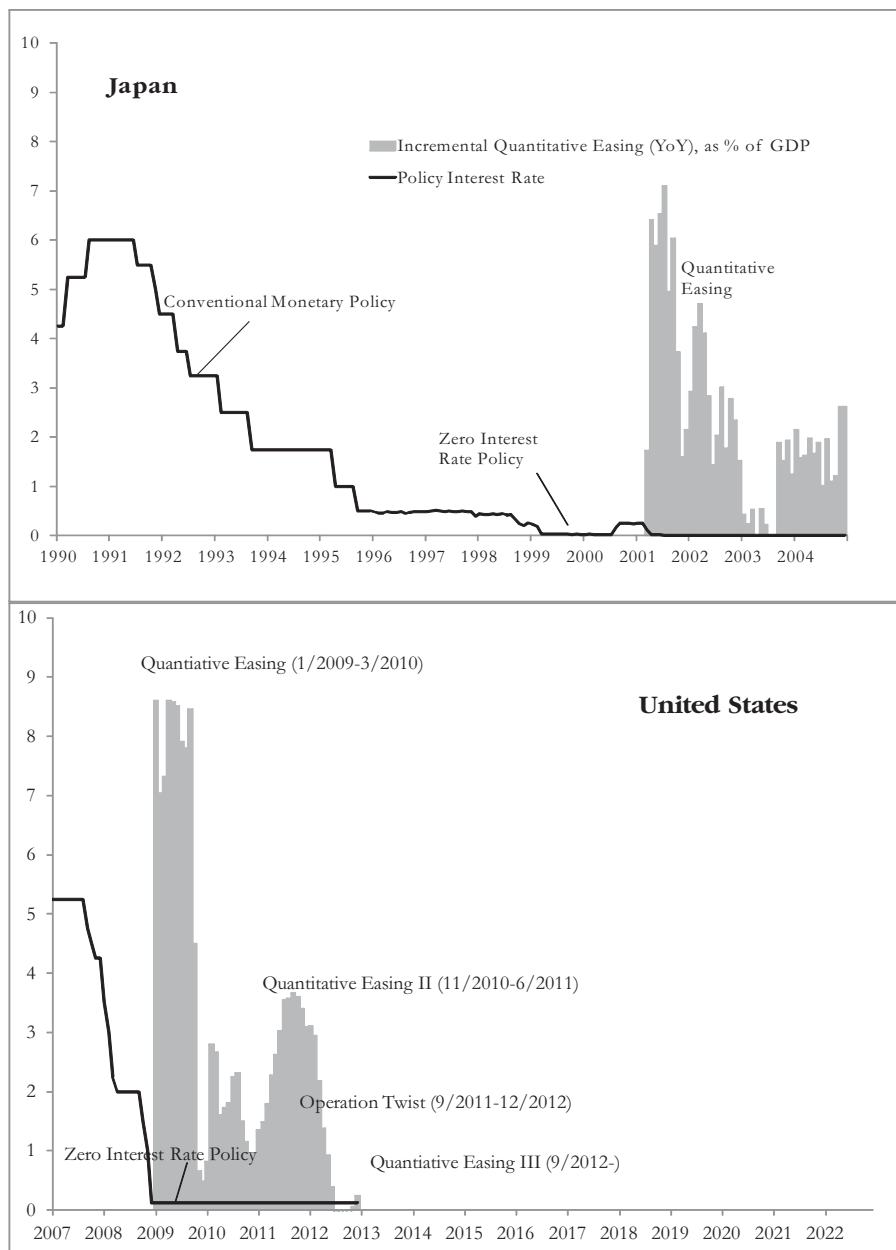 10
9
Japan
8
Incremental Quantitative Easing (YoY), as % of GDP
Policy Interest Rate
7
6
Quantitative
Easing
5
Conventional Monetary Policy
4
3
2
Zero Interest
Rate Policy
1
0
1990 1991 1992 1993 1994 1995 1996 1997 1998 1999 2000 2001 2002 2003 2004
10
Quantiative Easing (1/2009-3/2010)
9
United States
8
7
6
5
4
Quantitative Easing II (11/2010-6/2011)
3
2
Operation Twist (9/2011-12/2012)
1
Zero Interest Rate Policy
Quantiative Easing III (9/2012-)
0
2007 2008 2009 2010 2011 2012 2013 2014 2015 2016 2017 2018 2019 2020 2021 2022